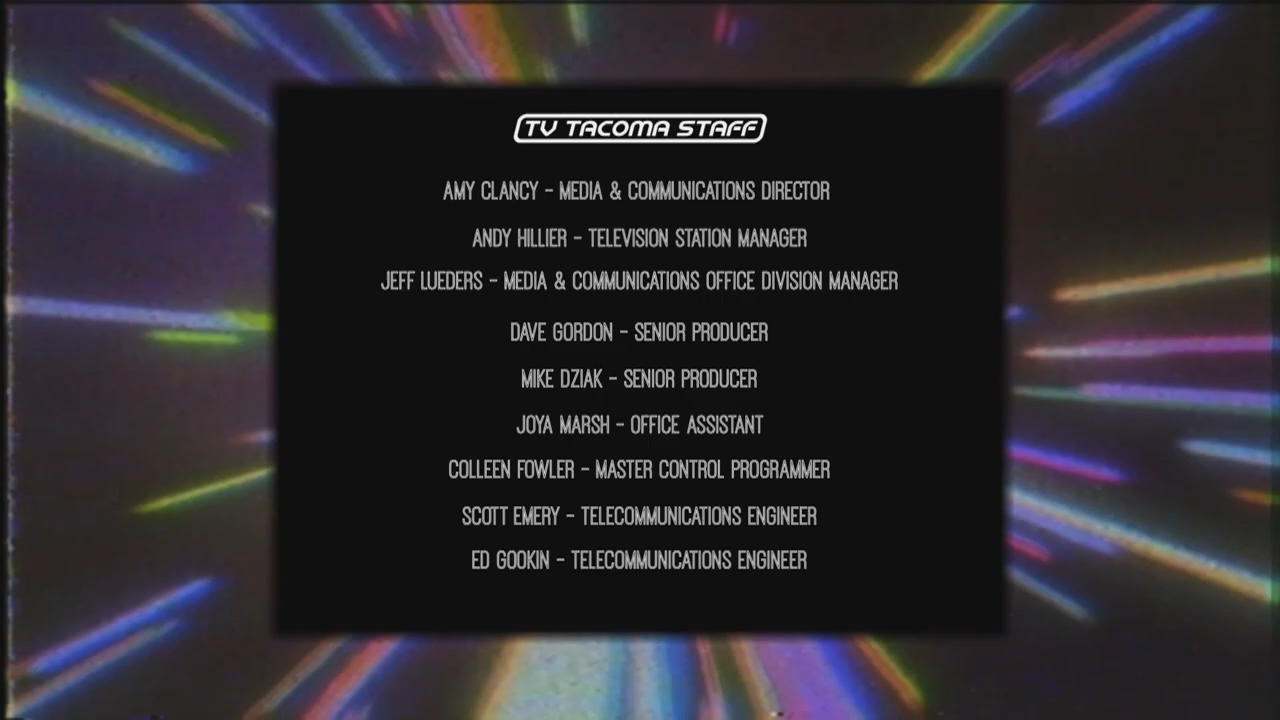 TV TACOMA STAFF
AMY CLANCY - MEDIA & COMMUNICATIONS DIRECTOR
ANDY HILLIER - TELEVISION STATION MANAGER
JEFF LUEDERS - MEDIA & COMMUNICATIONS OFFICE DIVISION MANAGER
DAVE GORDON - SENIOR PRODUCER
MIKE DZIAK - SENIOR PRODUCER
JOYA MARSH - OFFICE ASSISTANT
COLLEEN FOWLER - MASTER CONTROL PROGRAMMER
SCOTT EMERY - TELECOMMUNICATIONS ENGINEER
ED GOOKIN - TELECOMMUNICATIONS ENGINEER